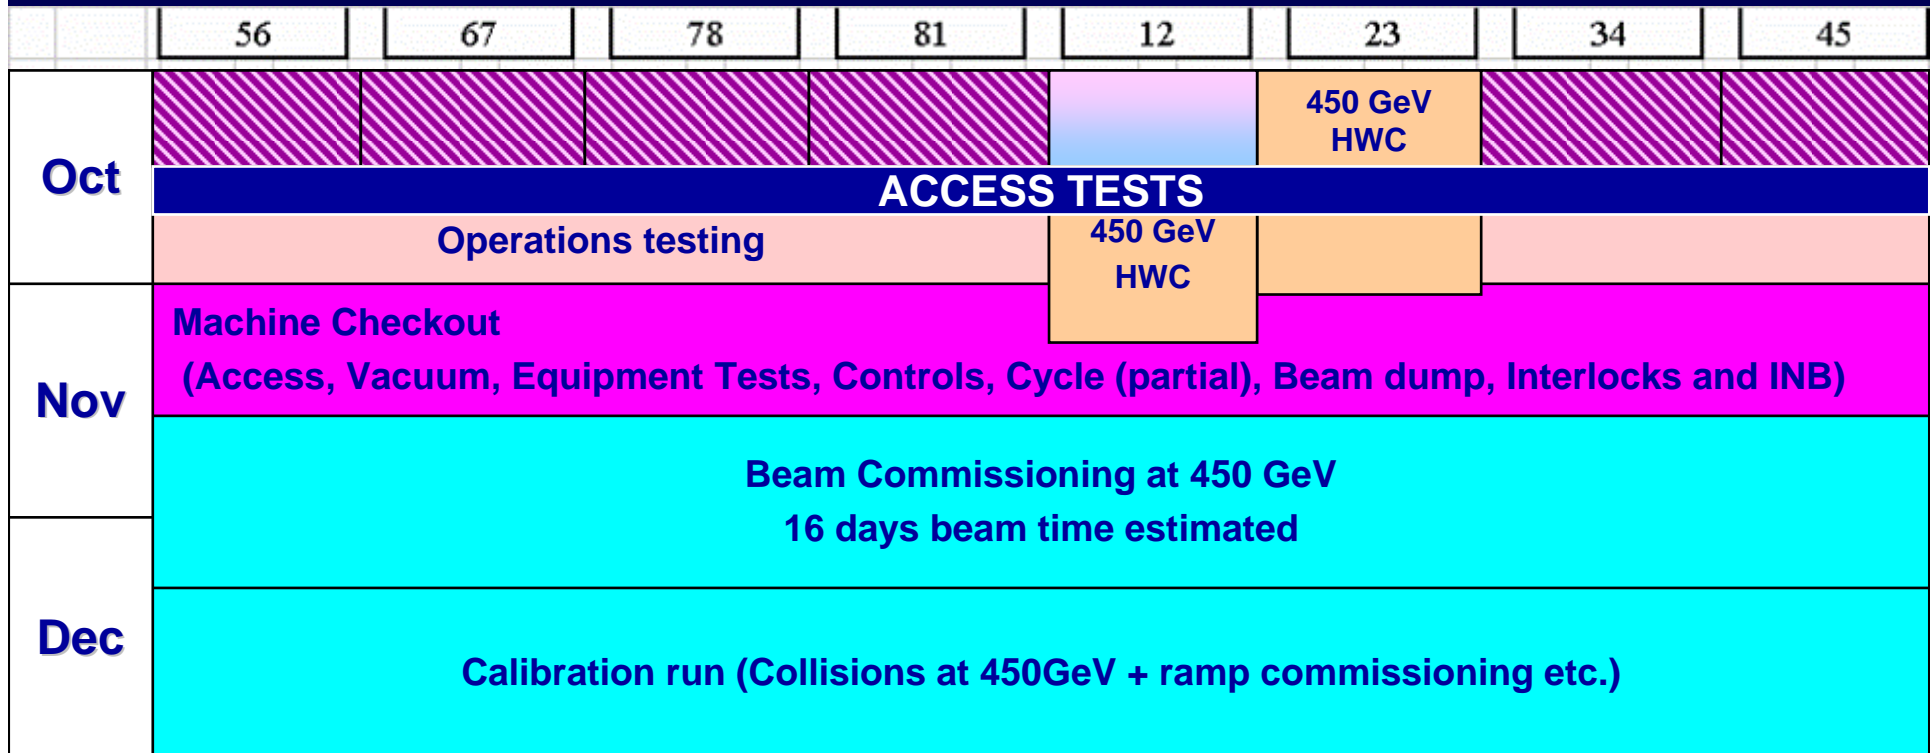 56 67 78 81 12 23 34 45
450 GeV
HWC
Oct
ACCESS TESTS
Operations testing
450 GeV
HWC
Machine Checkout
(Access, Vacuum, Equipment Tests, Controls, Cycle (partial), Beam dump, Interlocks and INB)
Nov
Beam Commissioning at 450 GeV
16 days beam time estimated
Dec
Calibration run (Collisions at 450GeV + ramp commissioning etc.)